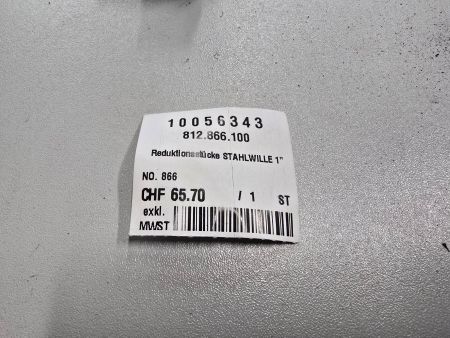 10056343
812.866.100
Reduktionsstücke STAHLWILLE 1"
NO. 866
CHF 65.70 / 1 ST
exkl.
MWST